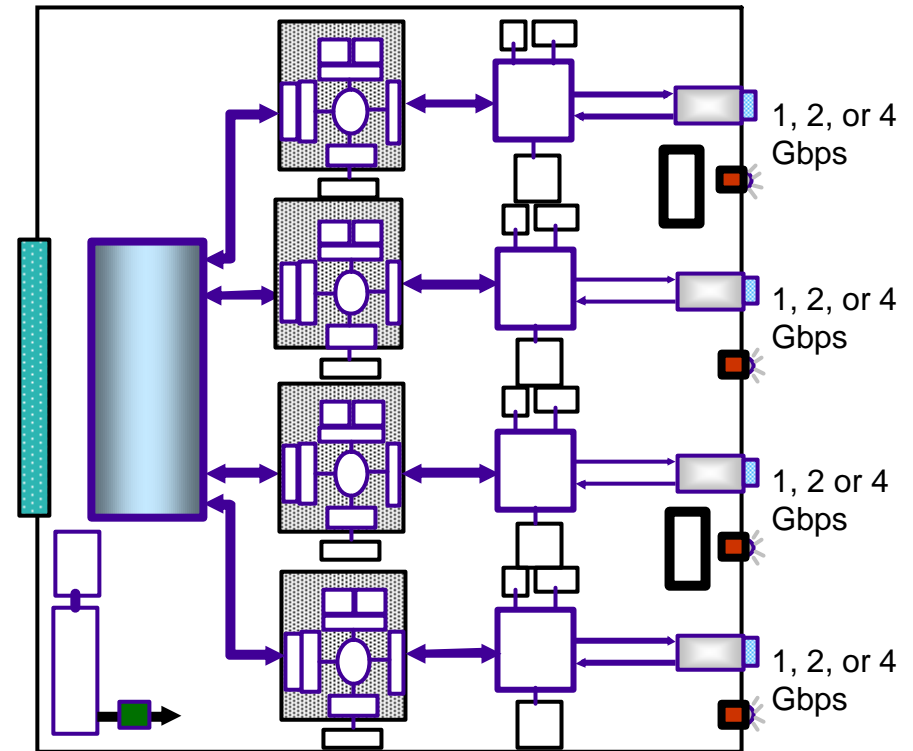 1, 2, or 4
Gbps
1, 2, or 4
Gbps
1, 2 or 4
Gbps
1, 2, or 4
Gbps